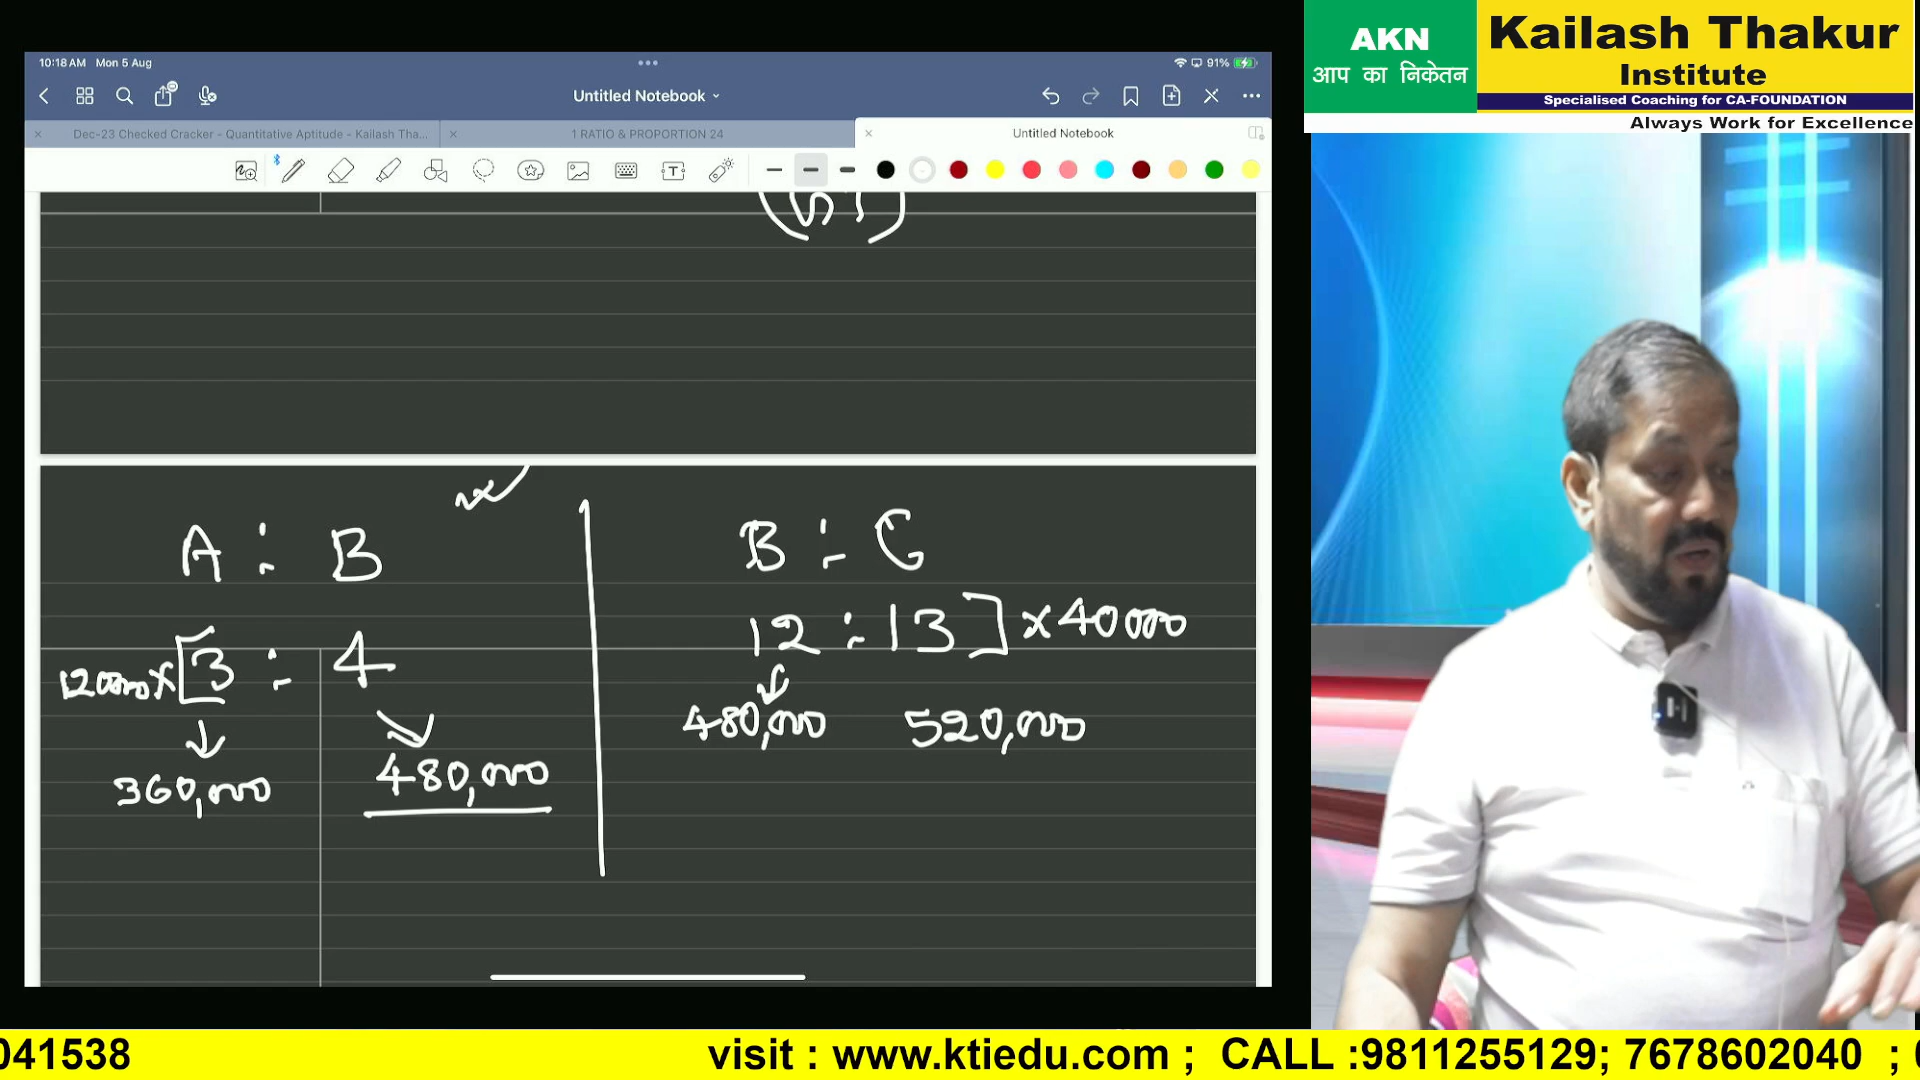 AKN
आप का निकेतन
Kailash Thakur
Institute
Specialised Coaching for CA-FOUNDATION
Always Work for Excellence
10:18 AM Mon 5 Aug
91%
Untitled Notebook
Dec-23 Checked Cracker - Quantitative Aptitude - Kailash Tha...
1 RATIO & PROPORTION 24
Untitled Notebook
A : B
B : C
12 : 13] × 40000
120000 × [3 : 4
480,000 520,000
360,000 480,000
041538 visit : www.ktiedu.com ; CALL :9811255129; 7678602040 ;